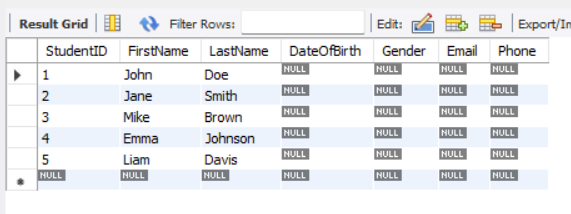 Result Grid Filter Rows: Edit: Export/In
StudentID FirstName LastName DateOfBirth Gender Email Phone
1 John Doe NULL NULL NULL NULL
2 Jane Smith NULL NULL NULL NULL
3 Mike Brown NULL NULL NULL NULL
4 Emma Johnson NULL NULL NULL NULL
5 Liam Davis NULL NULL NULL NULL
NULL NULL NULL NULL NULL NULL NULL